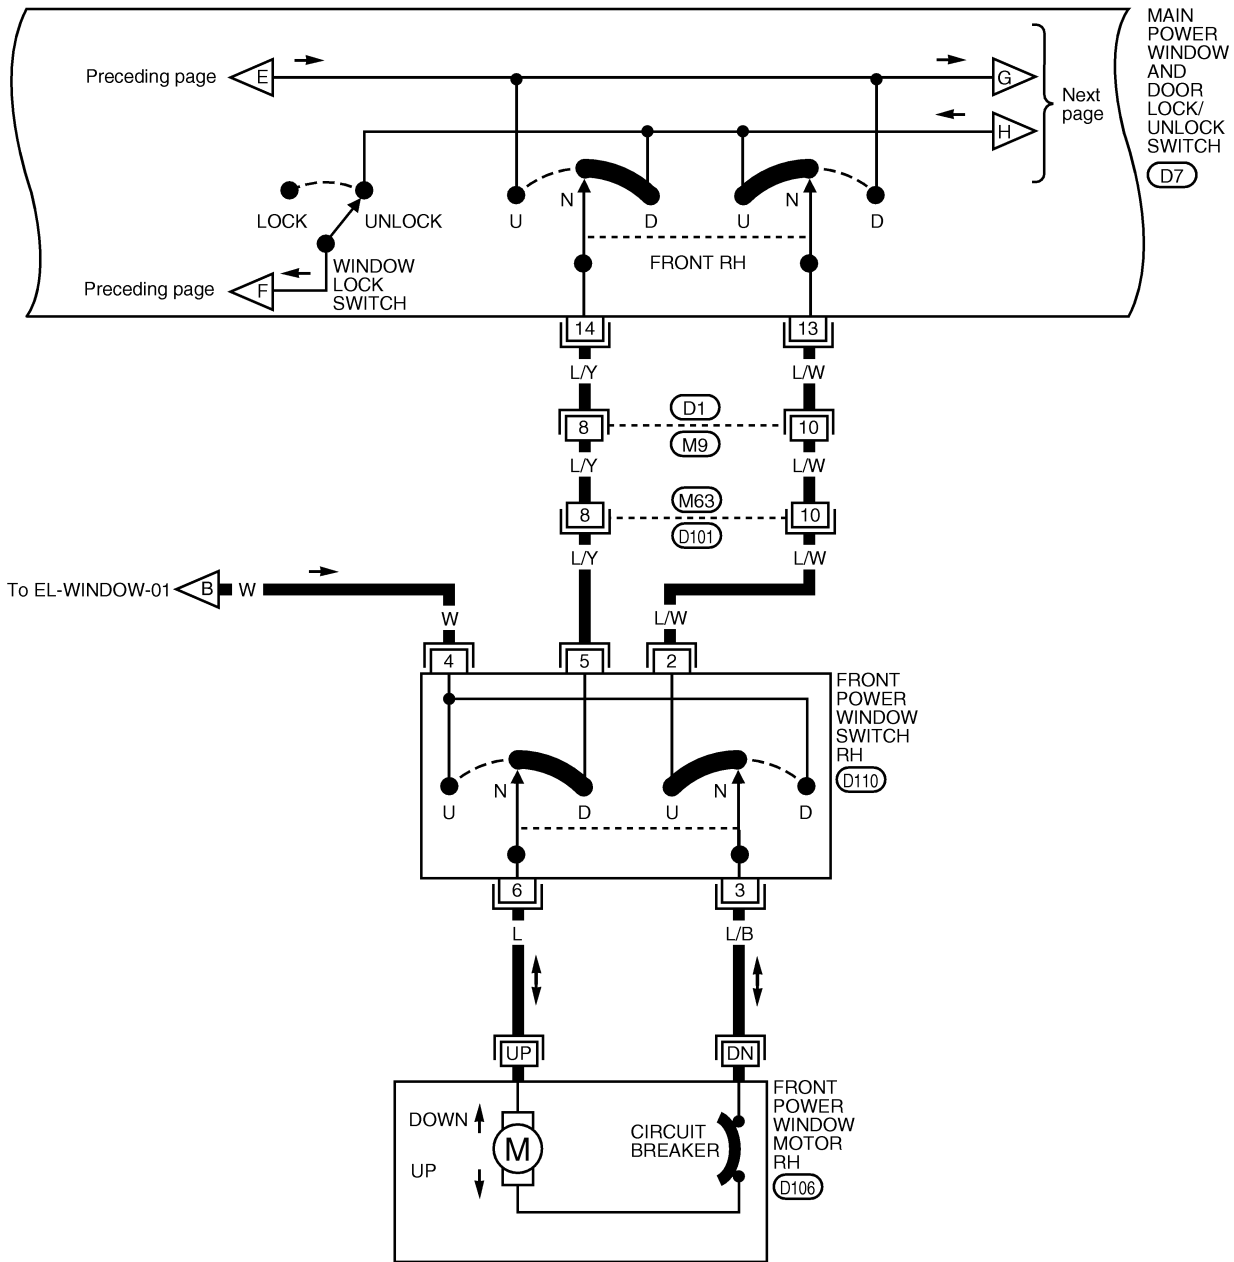 MAIN
POWER
WINDOW
AND
DOOR
LOCK/
UNLOCK
SWITCH
D7
Preceding page
E
G
H
Next
page
LOCK
UNLOCK
U
N
D
U
N
D
FRONT RH
Preceding page
F
WINDOW
LOCK
SWITCH
14
13
L/Y
L/W
8
D1
M9
10
L/Y
L/W
8
M63
D101
10
L/Y
L/W
To EL-WINDOW-01
B
W
W
L/W
4
5
2
FRONT
POWER
WINDOW
SWITCH
RH
D110
U
N
D
U
N
D
6
3
L
L/B
UP
DN
FRONT
POWER
WINDOW
MOTOR
RH
D106
DOWN
UP
M
CIRCUIT
BREAKER